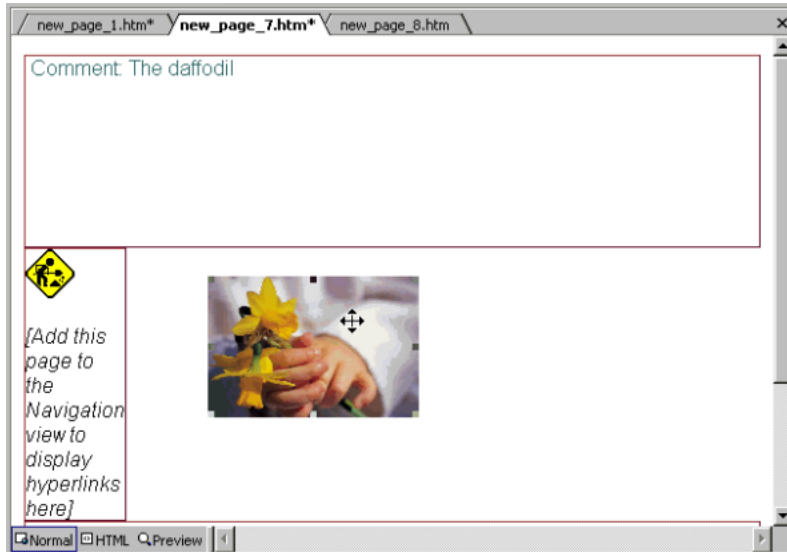 new_page_1.htm* new_page_7.htm* new_page_8.htm
Comment: The daffodil
[Add this
page to
the
Navigation
view to
display
hyperlinks
here]
Normal HTML Preview